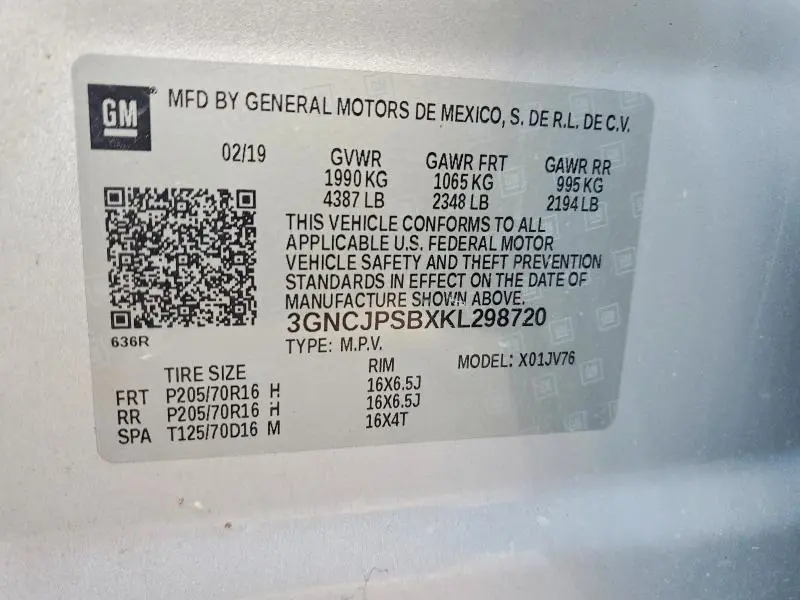 GM
MFD BY GENERAL MOTORS DE MEXICO, S. DE R.L. DE C.V.
02/19 GVWR GAWR FRT GAWR RR
1990 KG 1065 KG 995 KG
4387 LB 2348 LB 2194 LB
THIS VEHICLE CONFORMS TO ALL
APPLICABLE U.S. FEDERAL MOTOR
VEHICLE SAFETY AND THEFT PREVENTION
STANDARDS IN EFFECT ON THE DATE OF
MANUFACTURE SHOWN ABOVE.
3GNCJPSBXKL298720
636R
TYPE: M.P.V. MODEL: X01JV76
TIRE SIZE RIM
FRT P205/70R16 H 16X6.5J
RR P205/70R16 H 16X6.5J
SPA T125/70D16 M 16X4T